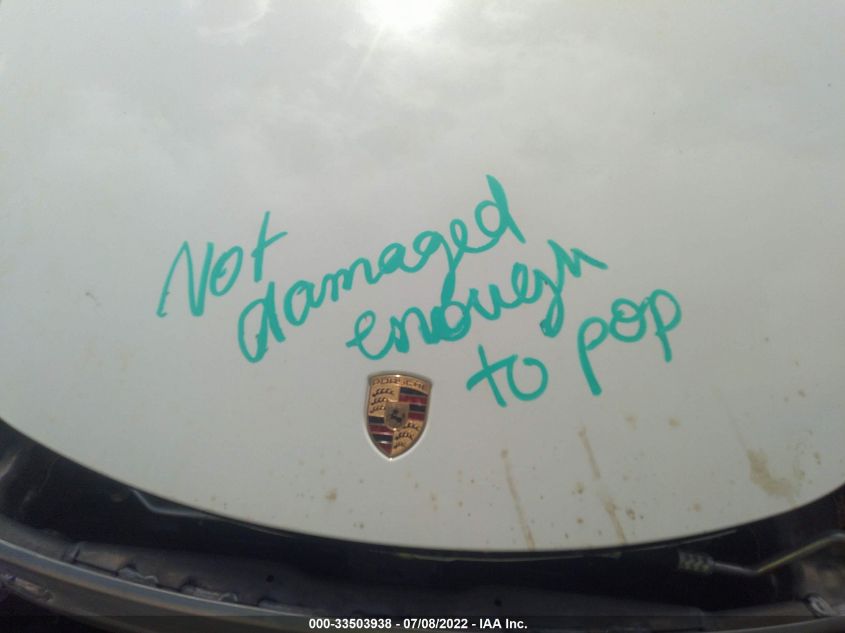 Not
damaged
enough
to pop
PORSCHE
000-33503938 - 07/08/2022 - IAA Inc.